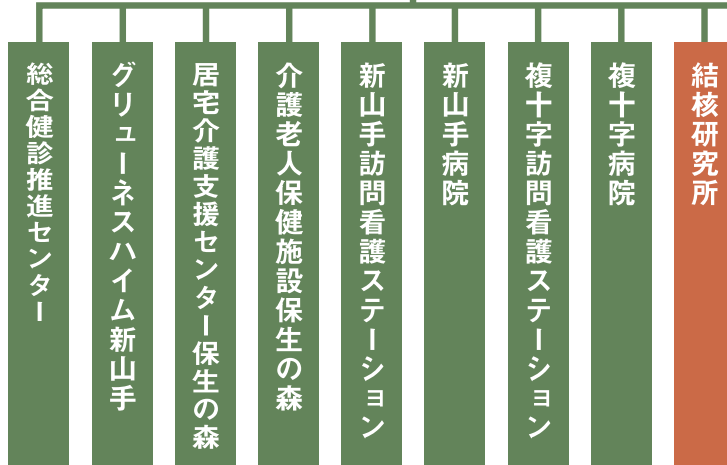 結核研究所
複十字病院
複十字訪問看護ステーション
新山手病院
新山手訪問看護ステーション
介護老人保健施設保生の森
居宅介護支援センター保生の森
グリューネスハイム新山手
総合健診推進センター